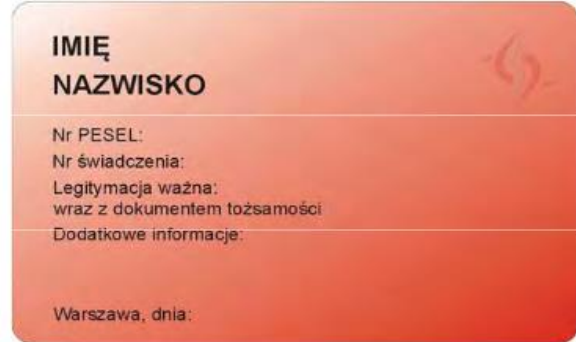 IMIĘ
NAZWISKO
Nr PESEL:
Nr świadczenia:
Legitymacja ważna:
wraz z dokumentem tożsamości
Dodatkowe informacje:
Warszawa, dnia: